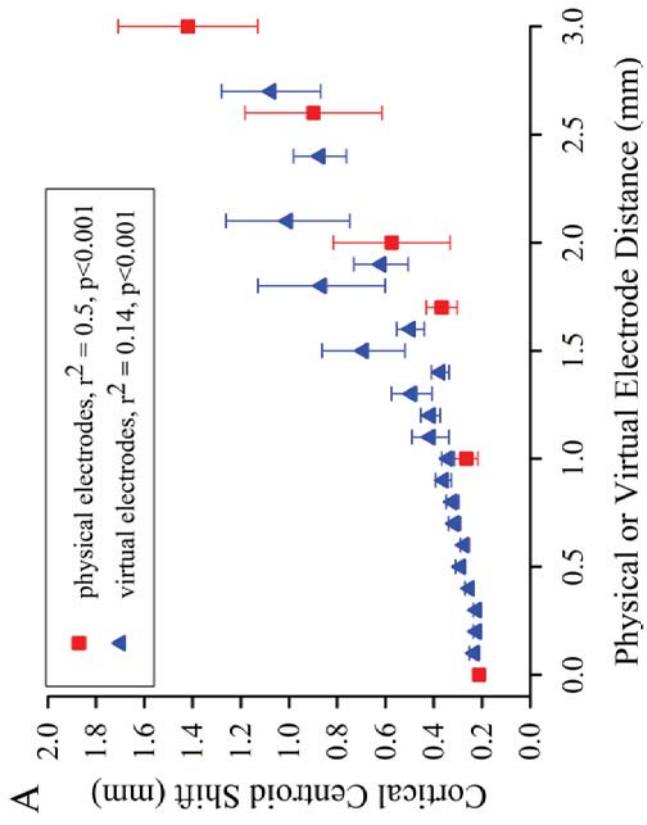 A
physical electrodes, r² = 0.5, p<0.001
virtual electrodes, r² = 0.14, p<0.001
Cortical Centroid Shift (mm)
2.0
1.8
1.6
1.4
1.2
1.0
0.8
0.6
0.4
0.2
0.0
0.0 0.5 1.0 1.5 2.0 2.5 3.0
Physical or Virtual Electrode Distance (mm)